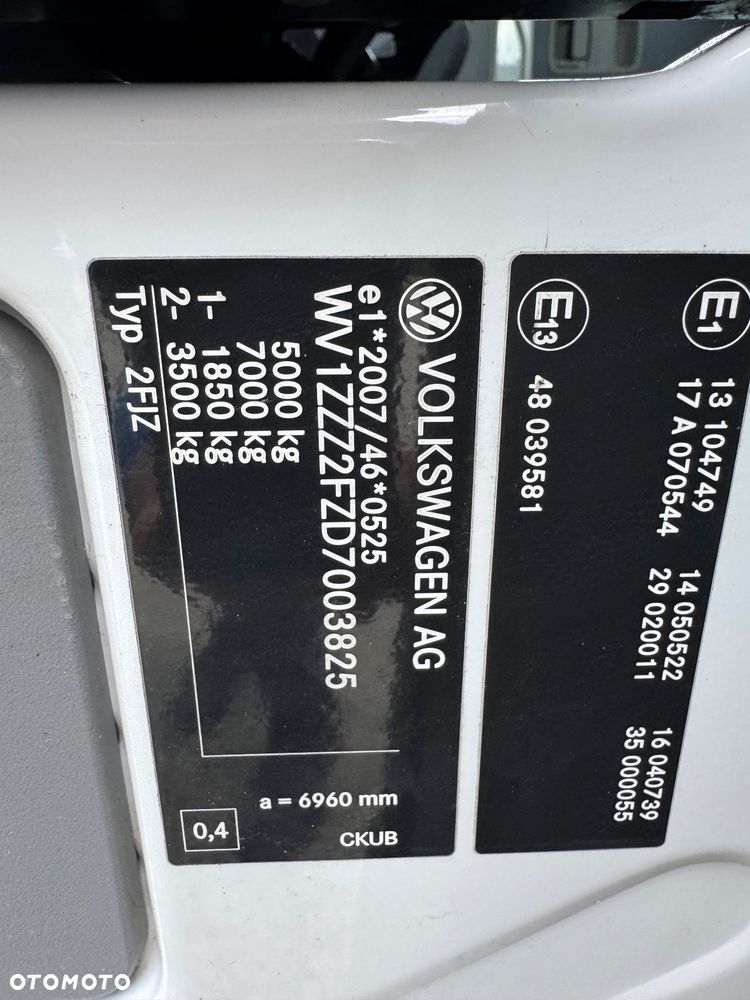 E1 13 104749 14 050522 16 040739
17 A 070544 29 020011 35 000055
E13 48 039581
VOLKSWAGEN AG
e1*2007/46*0525
WV1ZZZ2FZD7003825
5000 kg
7000 kg
1- 1850 kg
2- 3500 kg
Typ 2FJZ
a = 6960 mm
CKUB
0,4
OTOMOTO